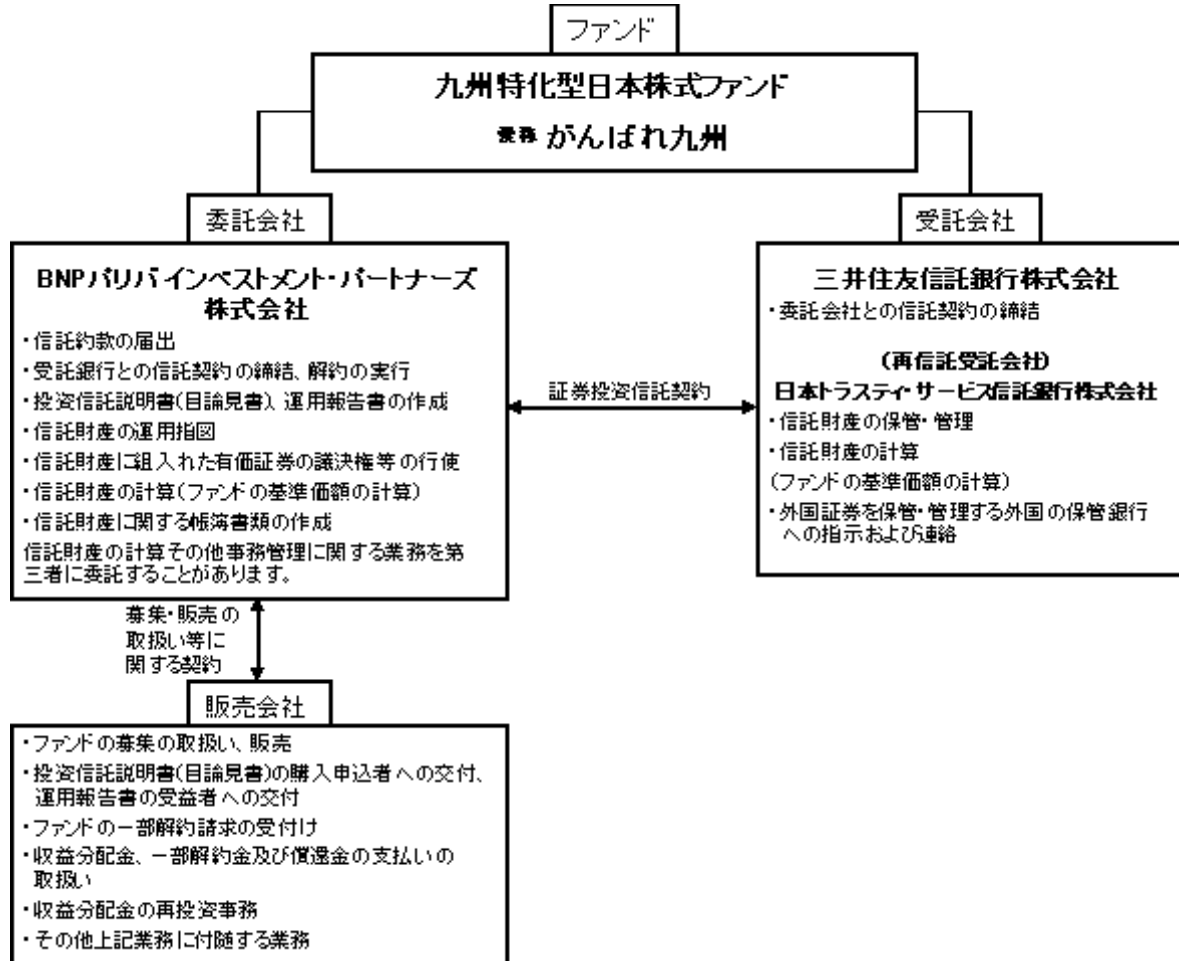 ファンド
九州特化型日本株式ファンド
愛称 がんばれ九州
委託会社
BNPパリバ インベストメント・パートナーズ
株式会社
・信託約款の届出
・受託銀行との信託契約の締結、解約の実行
・投資信託説明書(目論見書)、運用報告書の作成
・信託財産の運用指図
・信託財産に組入れた有価証券の議決権等の行使
・信託財産の計算(ファンドの基準価額の計算)
・信託財産に関する帳簿書類の作成
信託財産の計算その他事務管理に関する業務を第
三者に委託することがあります。
証券投資信託契約
受託会社
三井住友信託銀行株式会社
・委託会社との信託契約の締結
(再信託受託会社)
日本トラスティ・サービス信託銀行株式会社
・信託財産の保管・管理
・信託財産の計算
(ファンドの基準価額の計算)
・外国証券を保管・管理する外国の保管銀行
への指示および連絡
募集・販売の
取扱い等に
関する契約
販売会社
・ファンドの募集の取扱い、販売
・投資信託説明書(目論見書)の購入申込者への交付、
運用報告書の受益者への交付
・ファンドの一部解約請求の受付け
・収益分配金、一部解約金及び償還金の支払いの
取扱い
・収益分配金の再投資事務
・その他上記業務に付随する業務